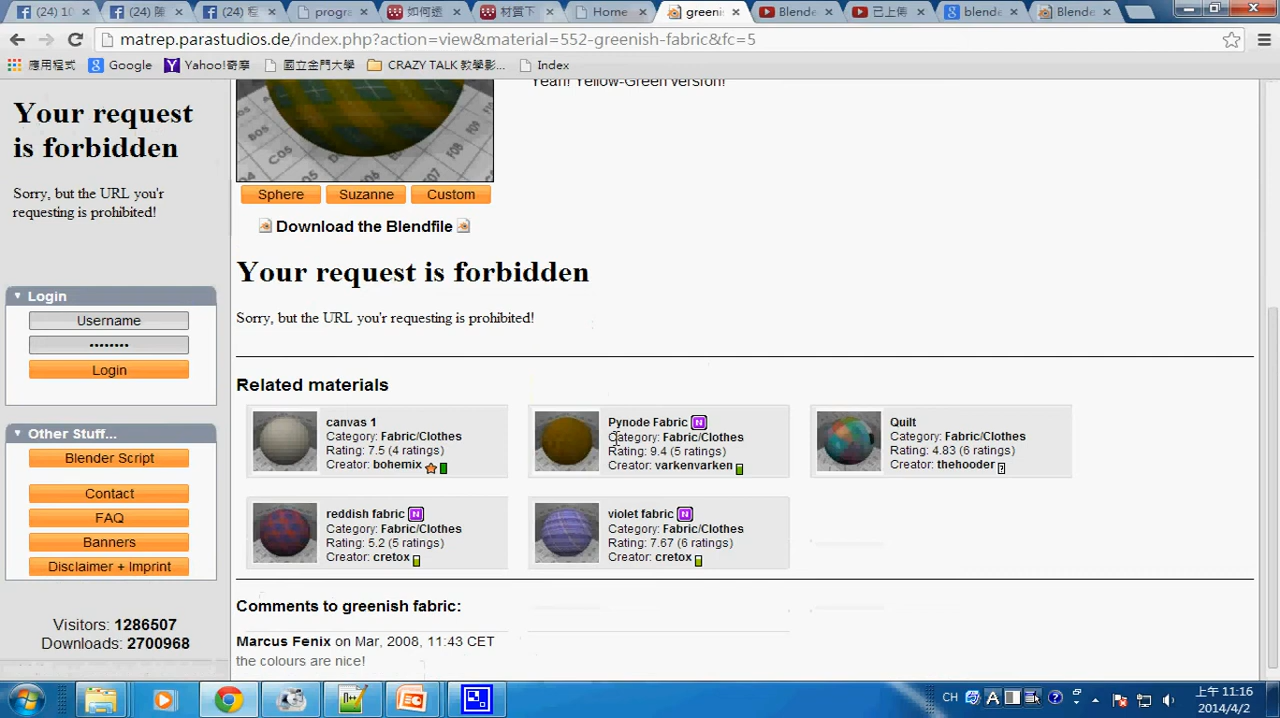 (24) 10
(24) 陳
(24) 程
progra
如何透
材質下
Home
greeni
Blende
已上傳
blende
Blende
matrep.parastudios.de/index.php?action=view&material=552-greenish-fabric&fc=5
應用程式 Google Yahoo!奇摩 國立金門大學 CRAZY TALK 教學影... Index
Your request
is forbidden
Sorry, but the URL you'r
requesting is prohibited!
Login
Username
••••••••
Login
Other Stuff...
Blender Script
Contact
FAQ
Banners
Disclaimer + Imprint
Visitors: 1286507
Downloads: 2700968
Yeah! Yellow-Green version!
Sphere Suzanne Custom
Download the Blendfile
Your request is forbidden
Sorry, but the URL you'r requesting is prohibited!
Related materials
canvas 1
Category: Fabric/Clothes
Rating: 7.5 (4 ratings)
Creator: bohemix
Pynode Fabric N
Category: Fabric/Clothes
Rating: 9.4 (5 ratings)
Creator: varkenvarken
Quilt
Category: Fabric/Clothes
Rating: 4.83 (6 ratings)
Creator: thehooder
reddish fabric N
Category: Fabric/Clothes
Rating: 5.2 (5 ratings)
Creator: cretox
violet fabric N
Category: Fabric/Clothes
Rating: 7.67 (6 ratings)
Creator: cretox
Comments to greenish fabric:
Marcus Fenix on Mar, 2008, 11:43 CET
the colours are nice!
CH
上午 11:16
2014/4/2